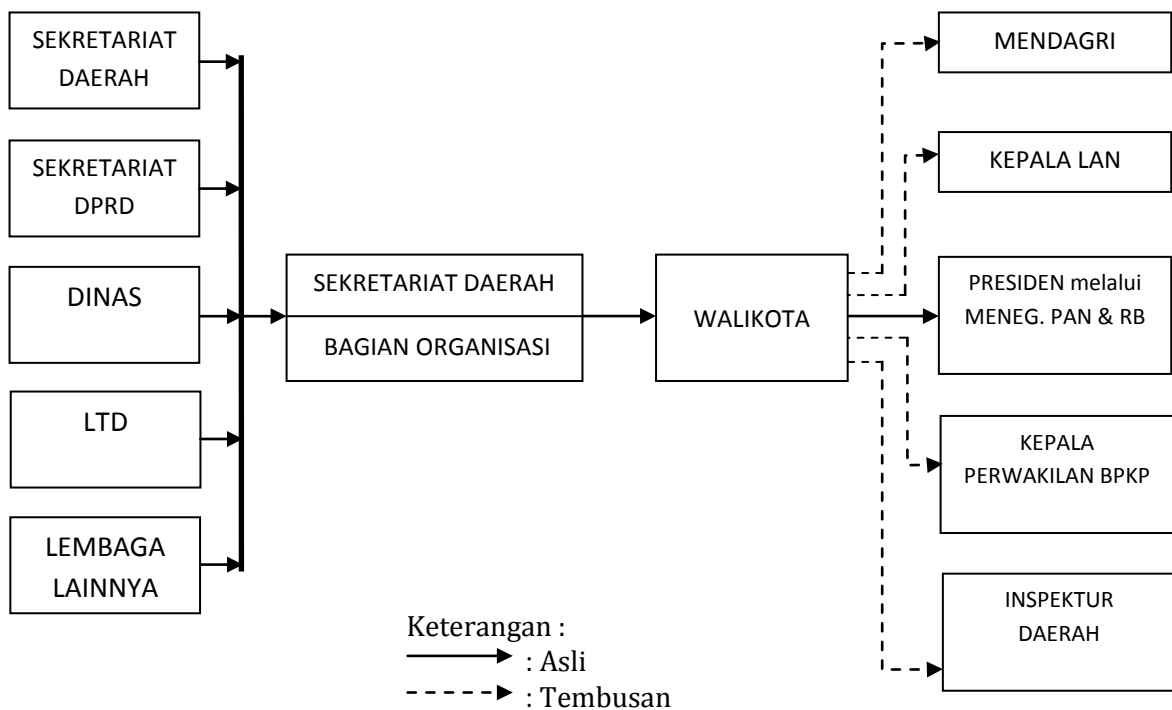 SEKRETARIAT
DAERAH
SEKRETARIAT
DPRD
DINAS
LTD
LEMBAGA
LAINNYA
SEKRETARIAT DAERAH
BAGIAN ORGANISASI
WALIKOTA
MENDAGRI
KEPALA LAN
PRESIDEN melalui
MENEG. PAN & RB
KEPALA
PERWAKILAN BPKP
INSPEKTUR
DAERAH
Keterangan :
: Asli
: Tembusan